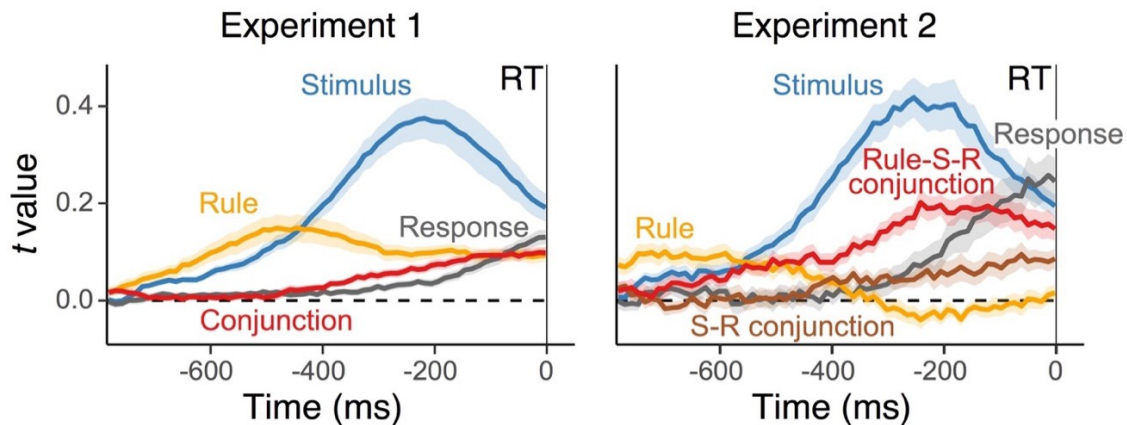 Experiment 1
Experiment 2
t value
0.4
0.2
0.0
Stimulus
RT
Rule
Response
Conjunction
-600
-400
-200
0
Time (ms)
Stimulus
RT
Response
Rule-S-R
conjunction
Rule
S-R conjunction
-600
-400
-200
0
Time (ms)